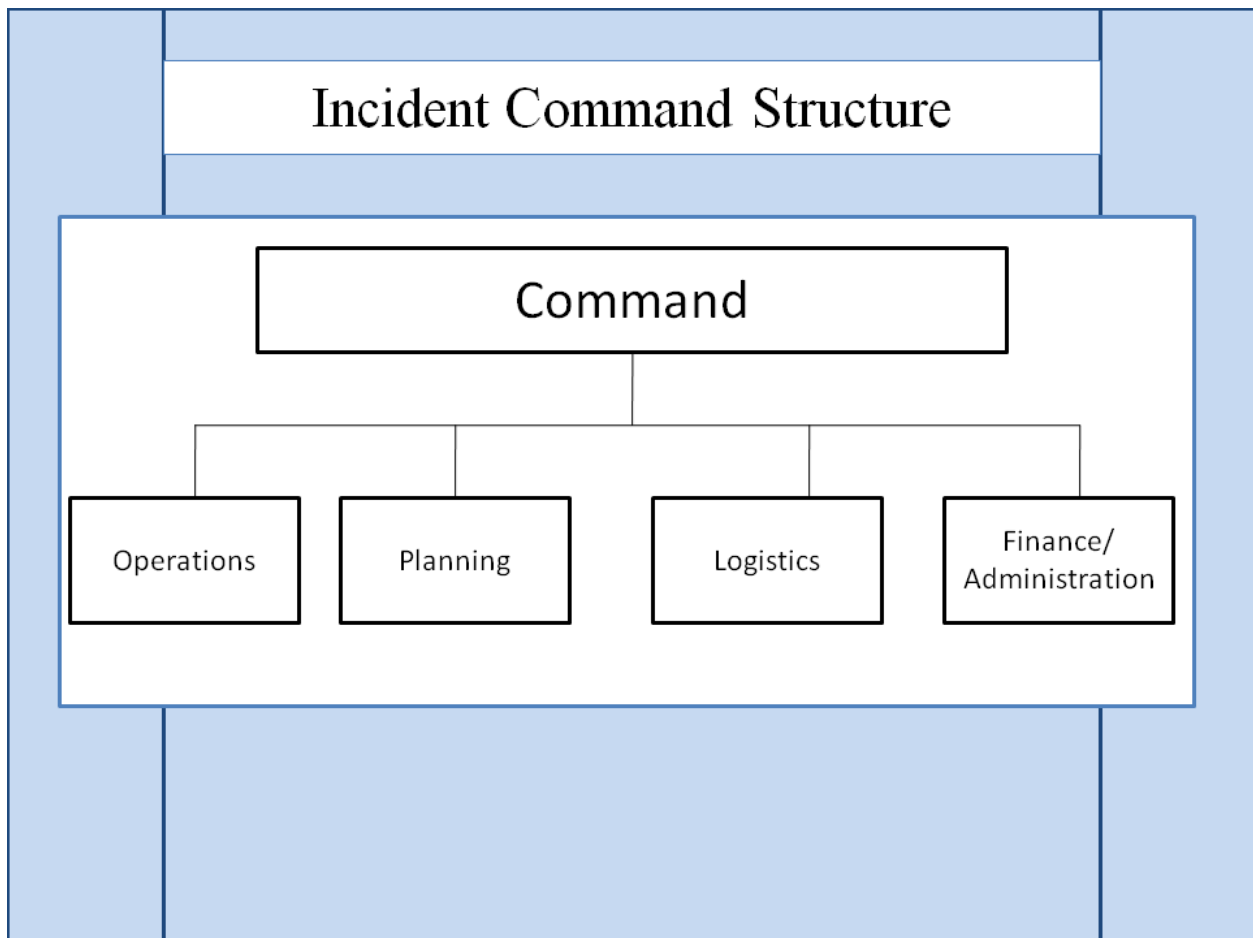 Incident Command Structure
Command
Operations
Planning
Logistics
Finance/
Administration